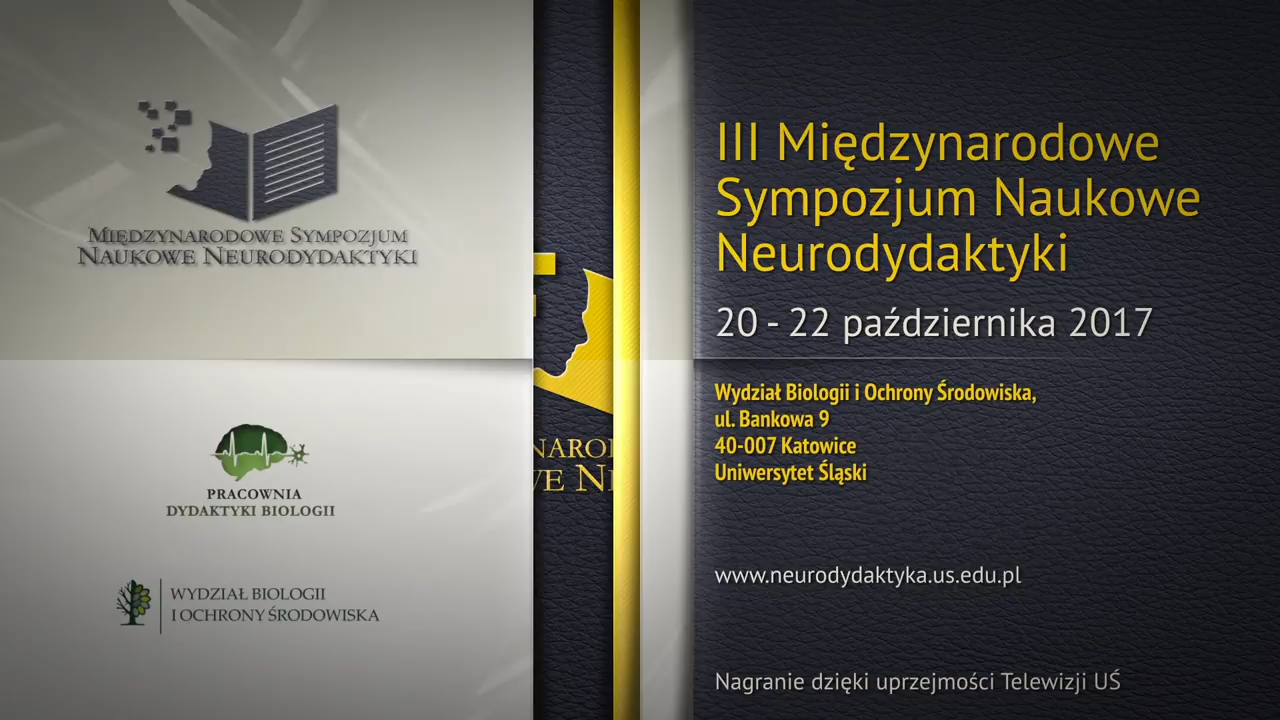 MIĘDZYNARODOWE SYMPOZJUM
NAUKOWE NEURODYDAKTYKI
PRACOWNIA
DYDAKTYKI BIOLOGII
WYDZIAŁ BIOLOGII
I OCHRONY ŚRODOWISKA
III Międzynarodowe
Sympozjum Naukowe
Neurodydaktyki
20 - 22 października 2017
Wydział Biologii i Ochrony Środowiska,
ul. Bankowa 9
40-007 Katowice
Uniwersytet Śląski
www.neurodydaktyka.us.edu.pl
Nagranie dzięki uprzejmości Telewizji UŚ